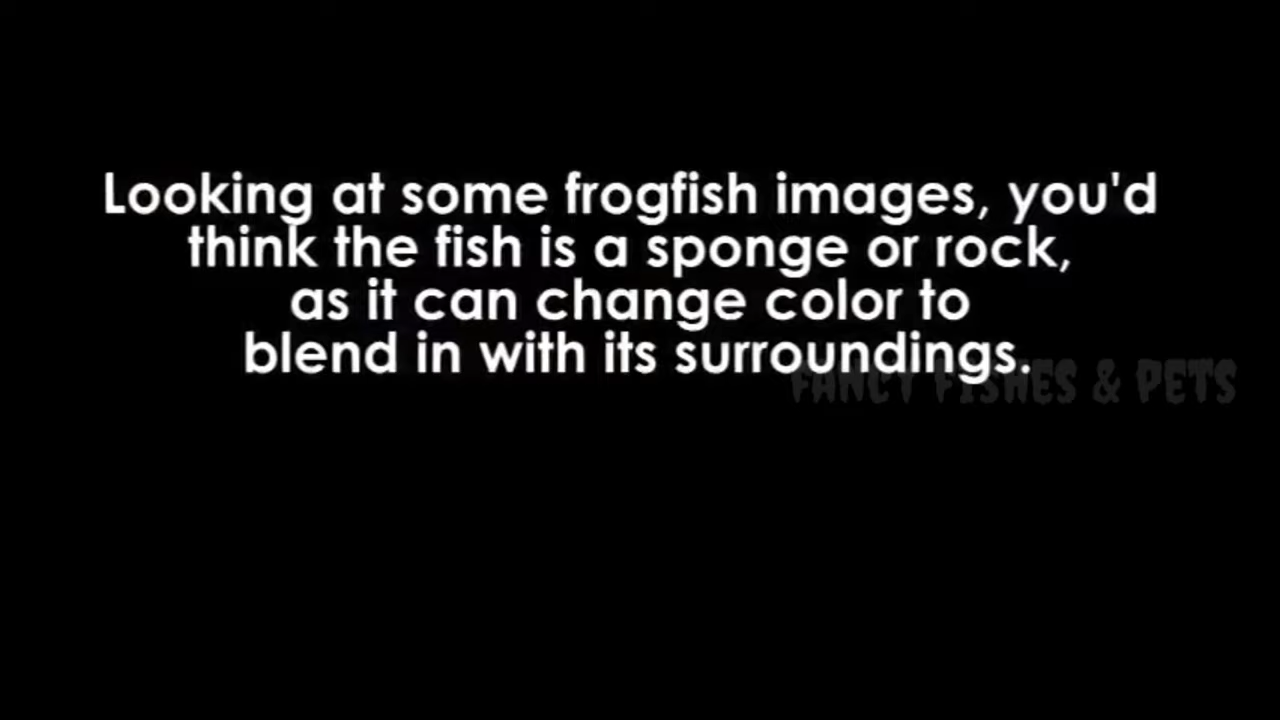 Looking at some frogfish images, you'd
think the fish is a sponge or rock,
as it can change color to
blend in with its surroundings.
FANCY FISHES & PETS